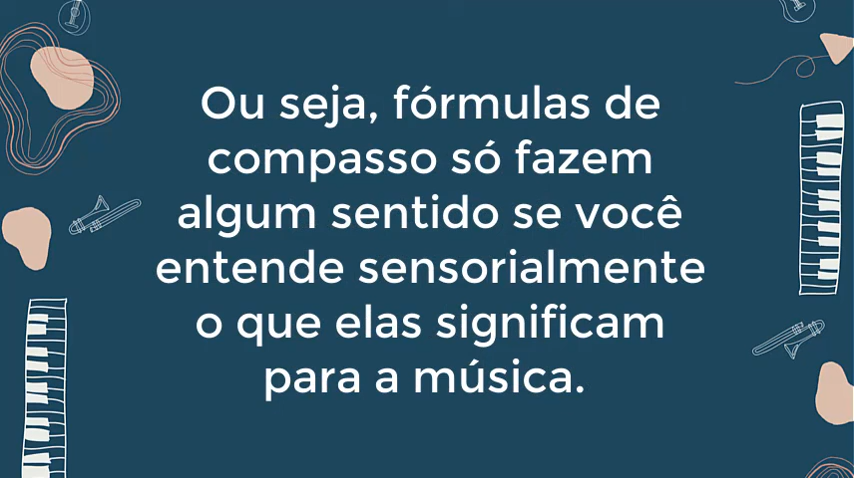 Ou seja, fórmulas de
compasso só fazem
algum sentido se você
entende sensorialmente
o que elas significam
para a música.